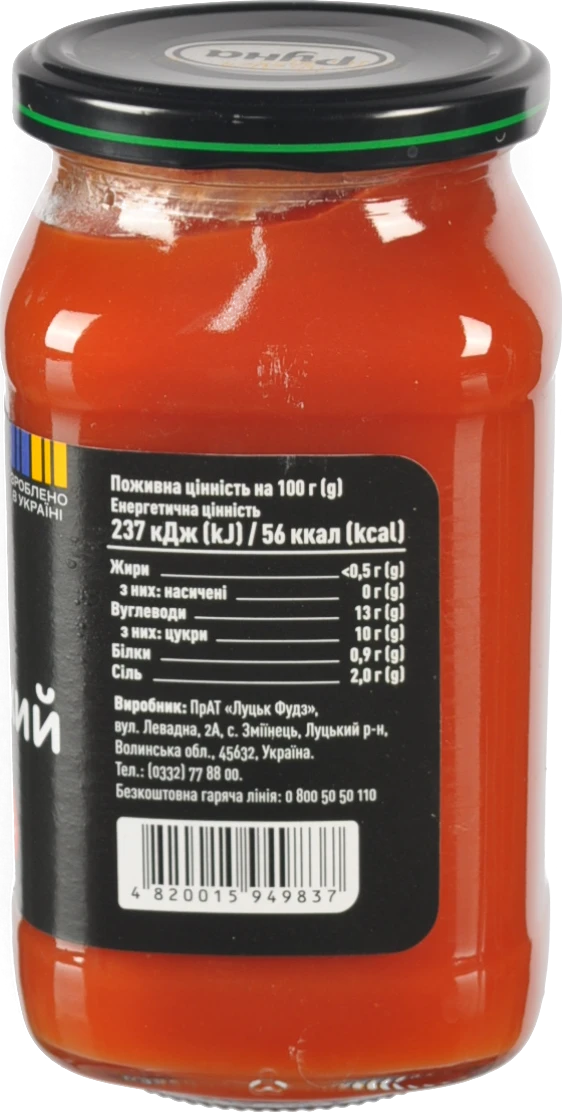 Руна
ВРОБЛЕНО
В УКРАЇНІ
ий
Поживна цінність на 100 г (g)
Енергетична цінність
237 кДж (kJ) / 56 ккал (kcal)
Жири <0,5 г (g)
з них: насичені 0 г (g)
Вуглеводи 13 г (g)
з них: цукри 10 г (g)
Білки 0,9 г (g)
Сіль 2,0 г (g)
Виробник: ПрАТ «Луцьк Фудз»,
вул. Левадна, 2А, с. Зміїнець, Луцький р-н,
Волинська обл., 45632, Україна.
Тел.: (0332) 77 88 00.
Безкоштовна гаряча лінія: 0 800 50 50 110
4 820015 949837